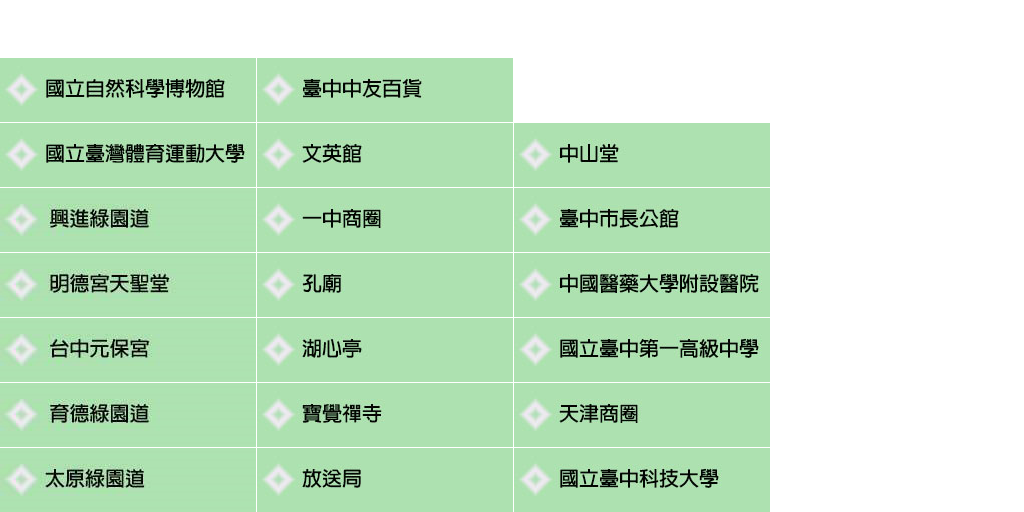 國立自然科學博物館
臺中中友百貨
國立臺灣體育運動大學
文英館
中山堂
興進綠園道
一中商圈
臺中市長公館
明德宮天聖堂
孔廟
中國醫藥大學附設醫院
台中元保宮
湖心亭
國立臺中第一高級中學
育德綠園道
寶覺禪寺
天津商圈
太原綠園道
放送局
國立臺中科技大學